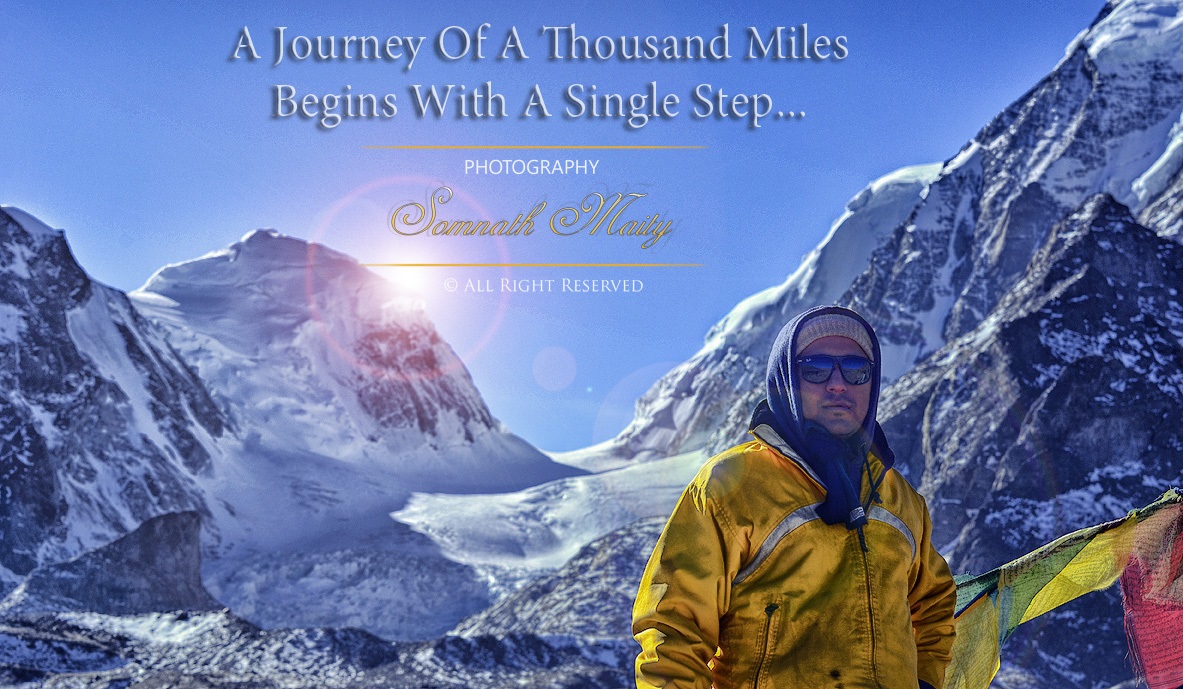 A Journey Of A Thousand Miles
Begins With A Single Step...
PHOTOGRAPHY
Somnath Maity
© All Right Reserved